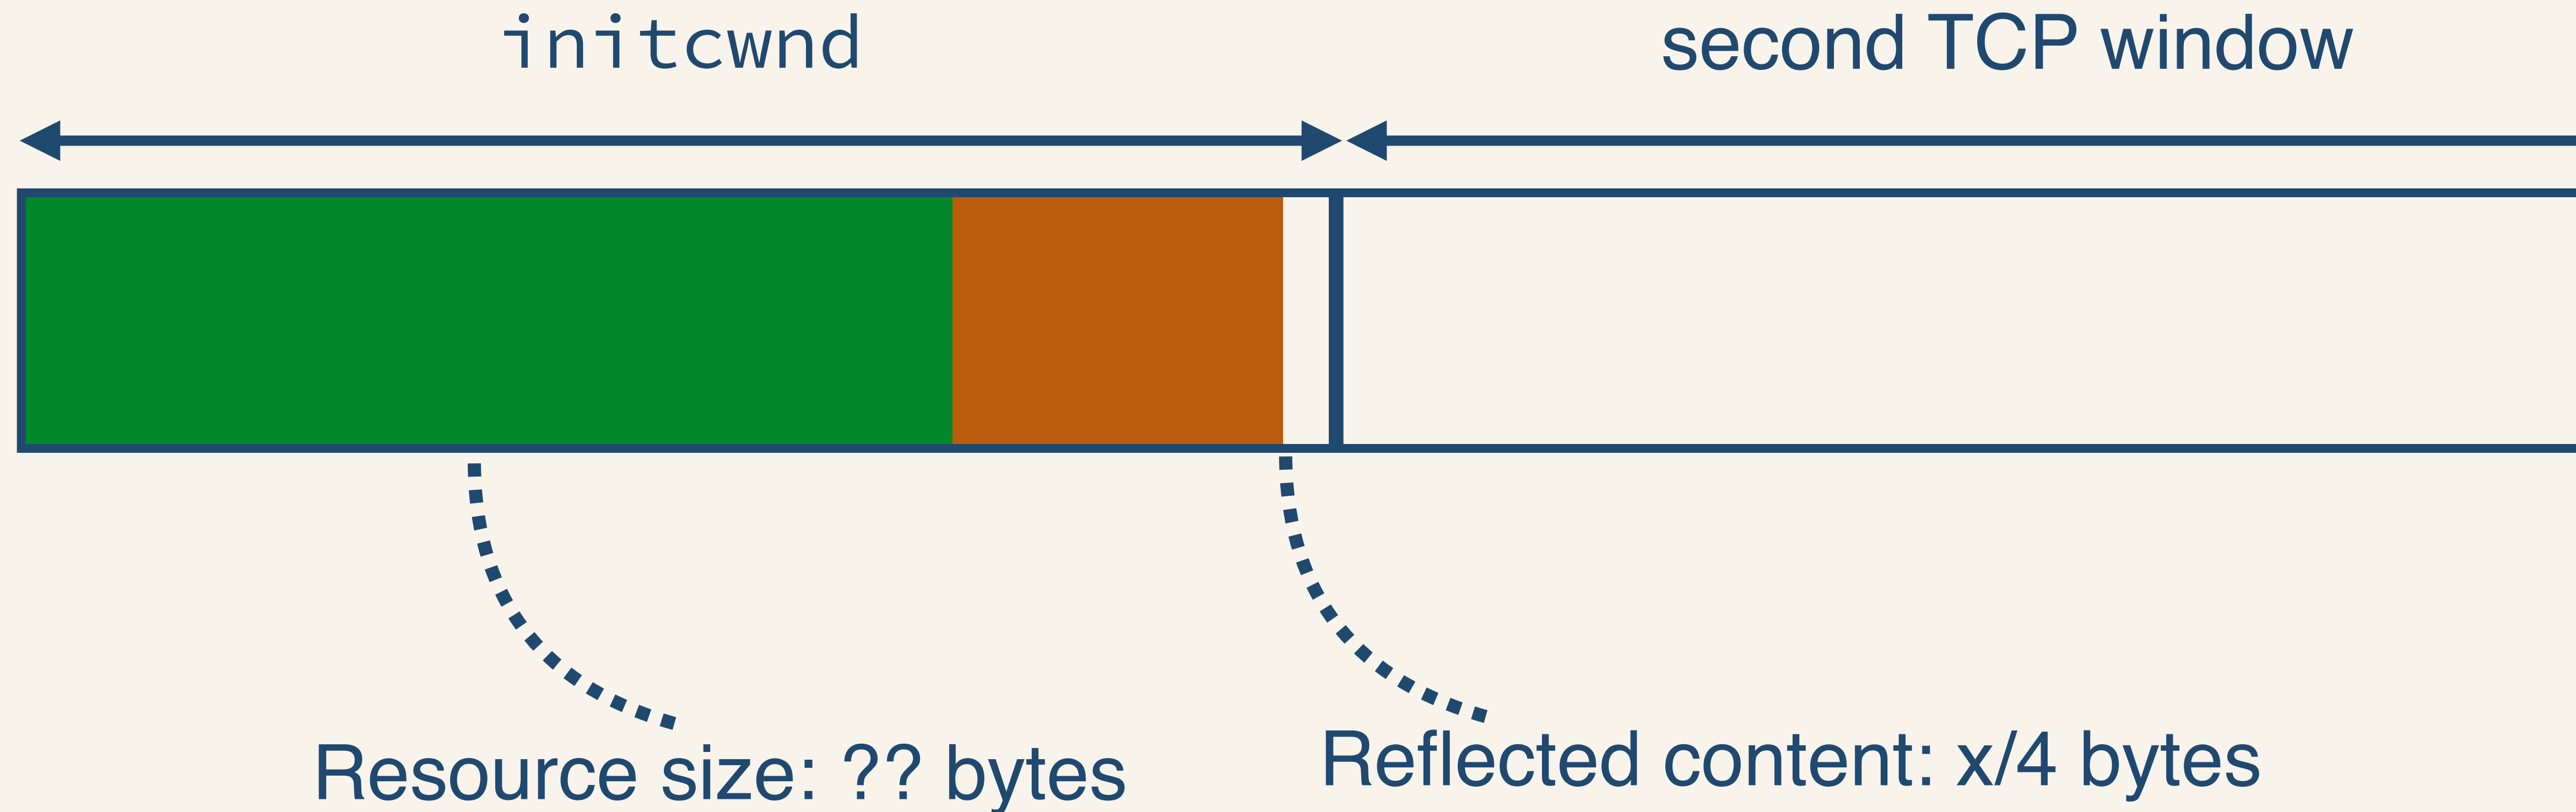 initcwnd
second TCP window
Resource size: ?? bytes
Reflected content: x/4 bytes